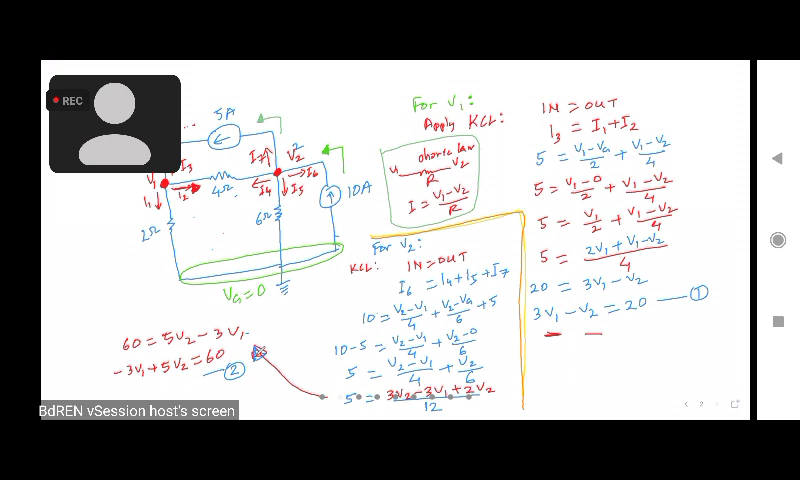 REC
...
5A
I7
V2
I6
V1
I3
I2
4Ω
I4
I5
10A
I1
2Ω
6Ω
VG=0
60 = 5V2 - 3V1
-3V1 + 5V2 = 60 — ②
For V1:
Apply KCL:
ohm's law
V1 R V2
I = V1-V2/R
For V2:
KCL: IN=OUT
I6 = I4+I5+I7
10 = V2-V1/4 + V2-VG/6 + 5
10-5 = V2-V1/4 + V2-0/6
5 = V2-V1/4 + V2/6
5 = 3V2-3V1+2V2/12
IN = OUT
I3 = I1+I2
5 = V1-VG/2 + V1-V2/4
5 = V1-0/2 + V1-V2/4
5 = V1/2 + V1-V2/4
5 = 2V1+V1-V2/4
20 = 3V1-V2
3V1-V2 = 20 — ①
BdREN vSession host's screen
2